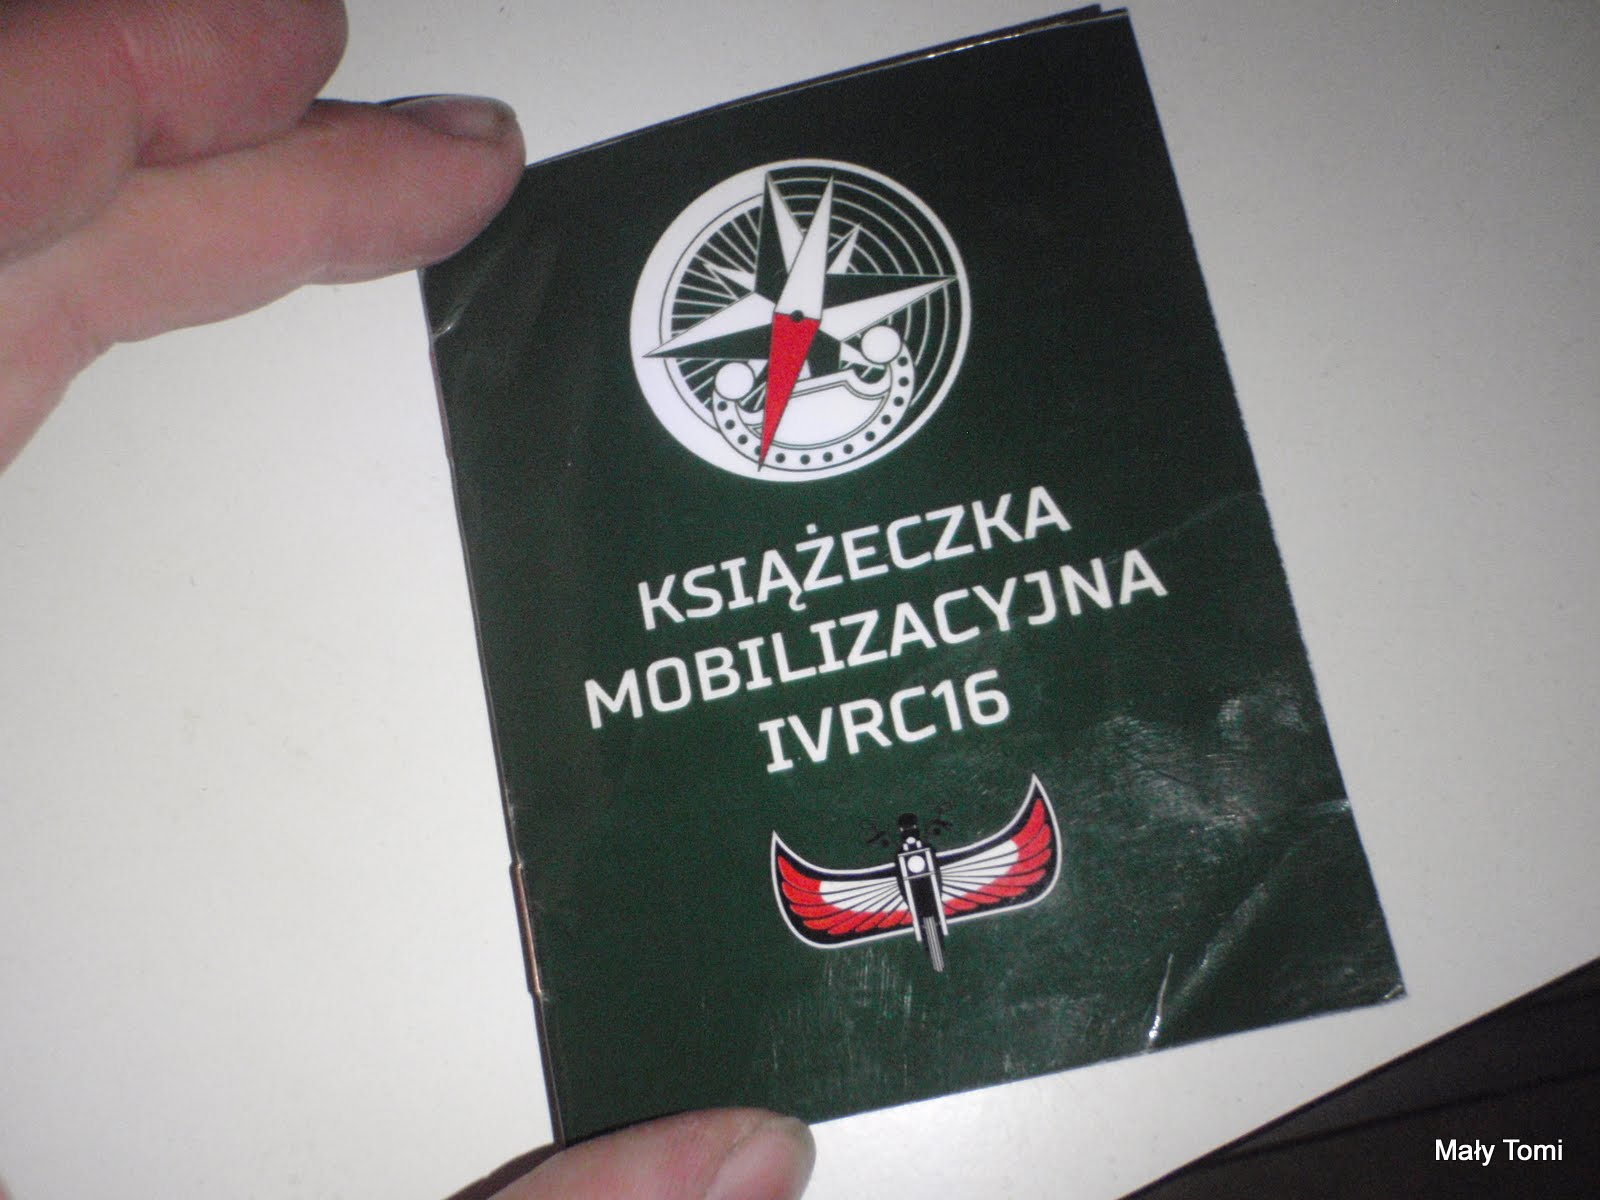 KSIĄŻECZKA
MOBILIZACYJNA
IVRC16
Mały Tomi